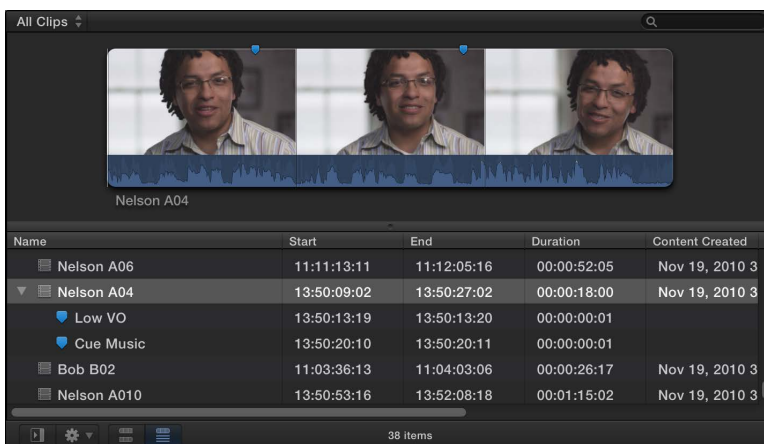 All Clips
Nelson A04
Name Start End Duration Content Created
Nelson A06 11:11:13:11 11:12:05:16 00:00:52:05 Nov 19, 2010 3
Nelson A04 13:50:09:02 13:50:27:02 00:00:18:00 Nov 19, 2010 3
Low VO 13:50:13:19 13:50:13:20 00:00:00:01
Cue Music 13:50:20:10 13:50:20:11 00:00:00:01
Bob B02 11:03:36:13 11:04:03:06 00:00:26:17 Nov 19, 2010 3
Nelson A010 13:50:53:16 13:52:08:18 00:01:15:02 Nov 19, 2010 3
38 items